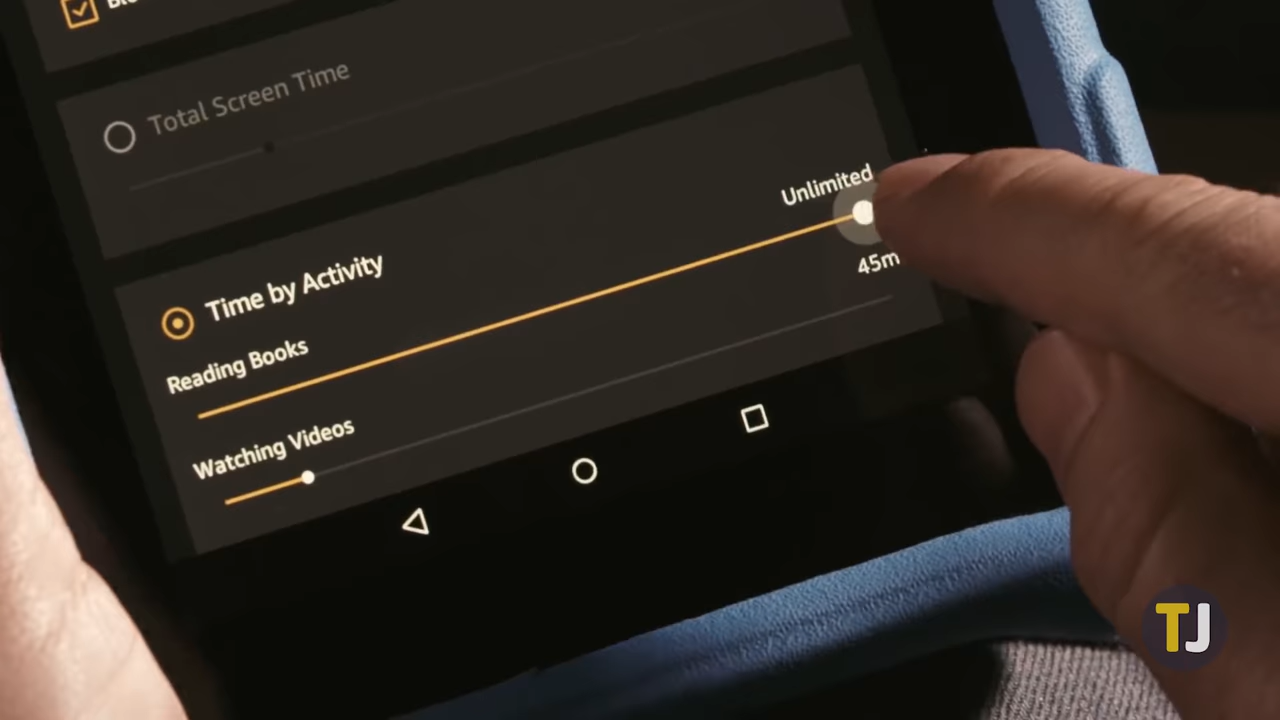 Total Screen Time
Unlimited
Time by Activity
45m
Reading Books
Watching Videos
TJ